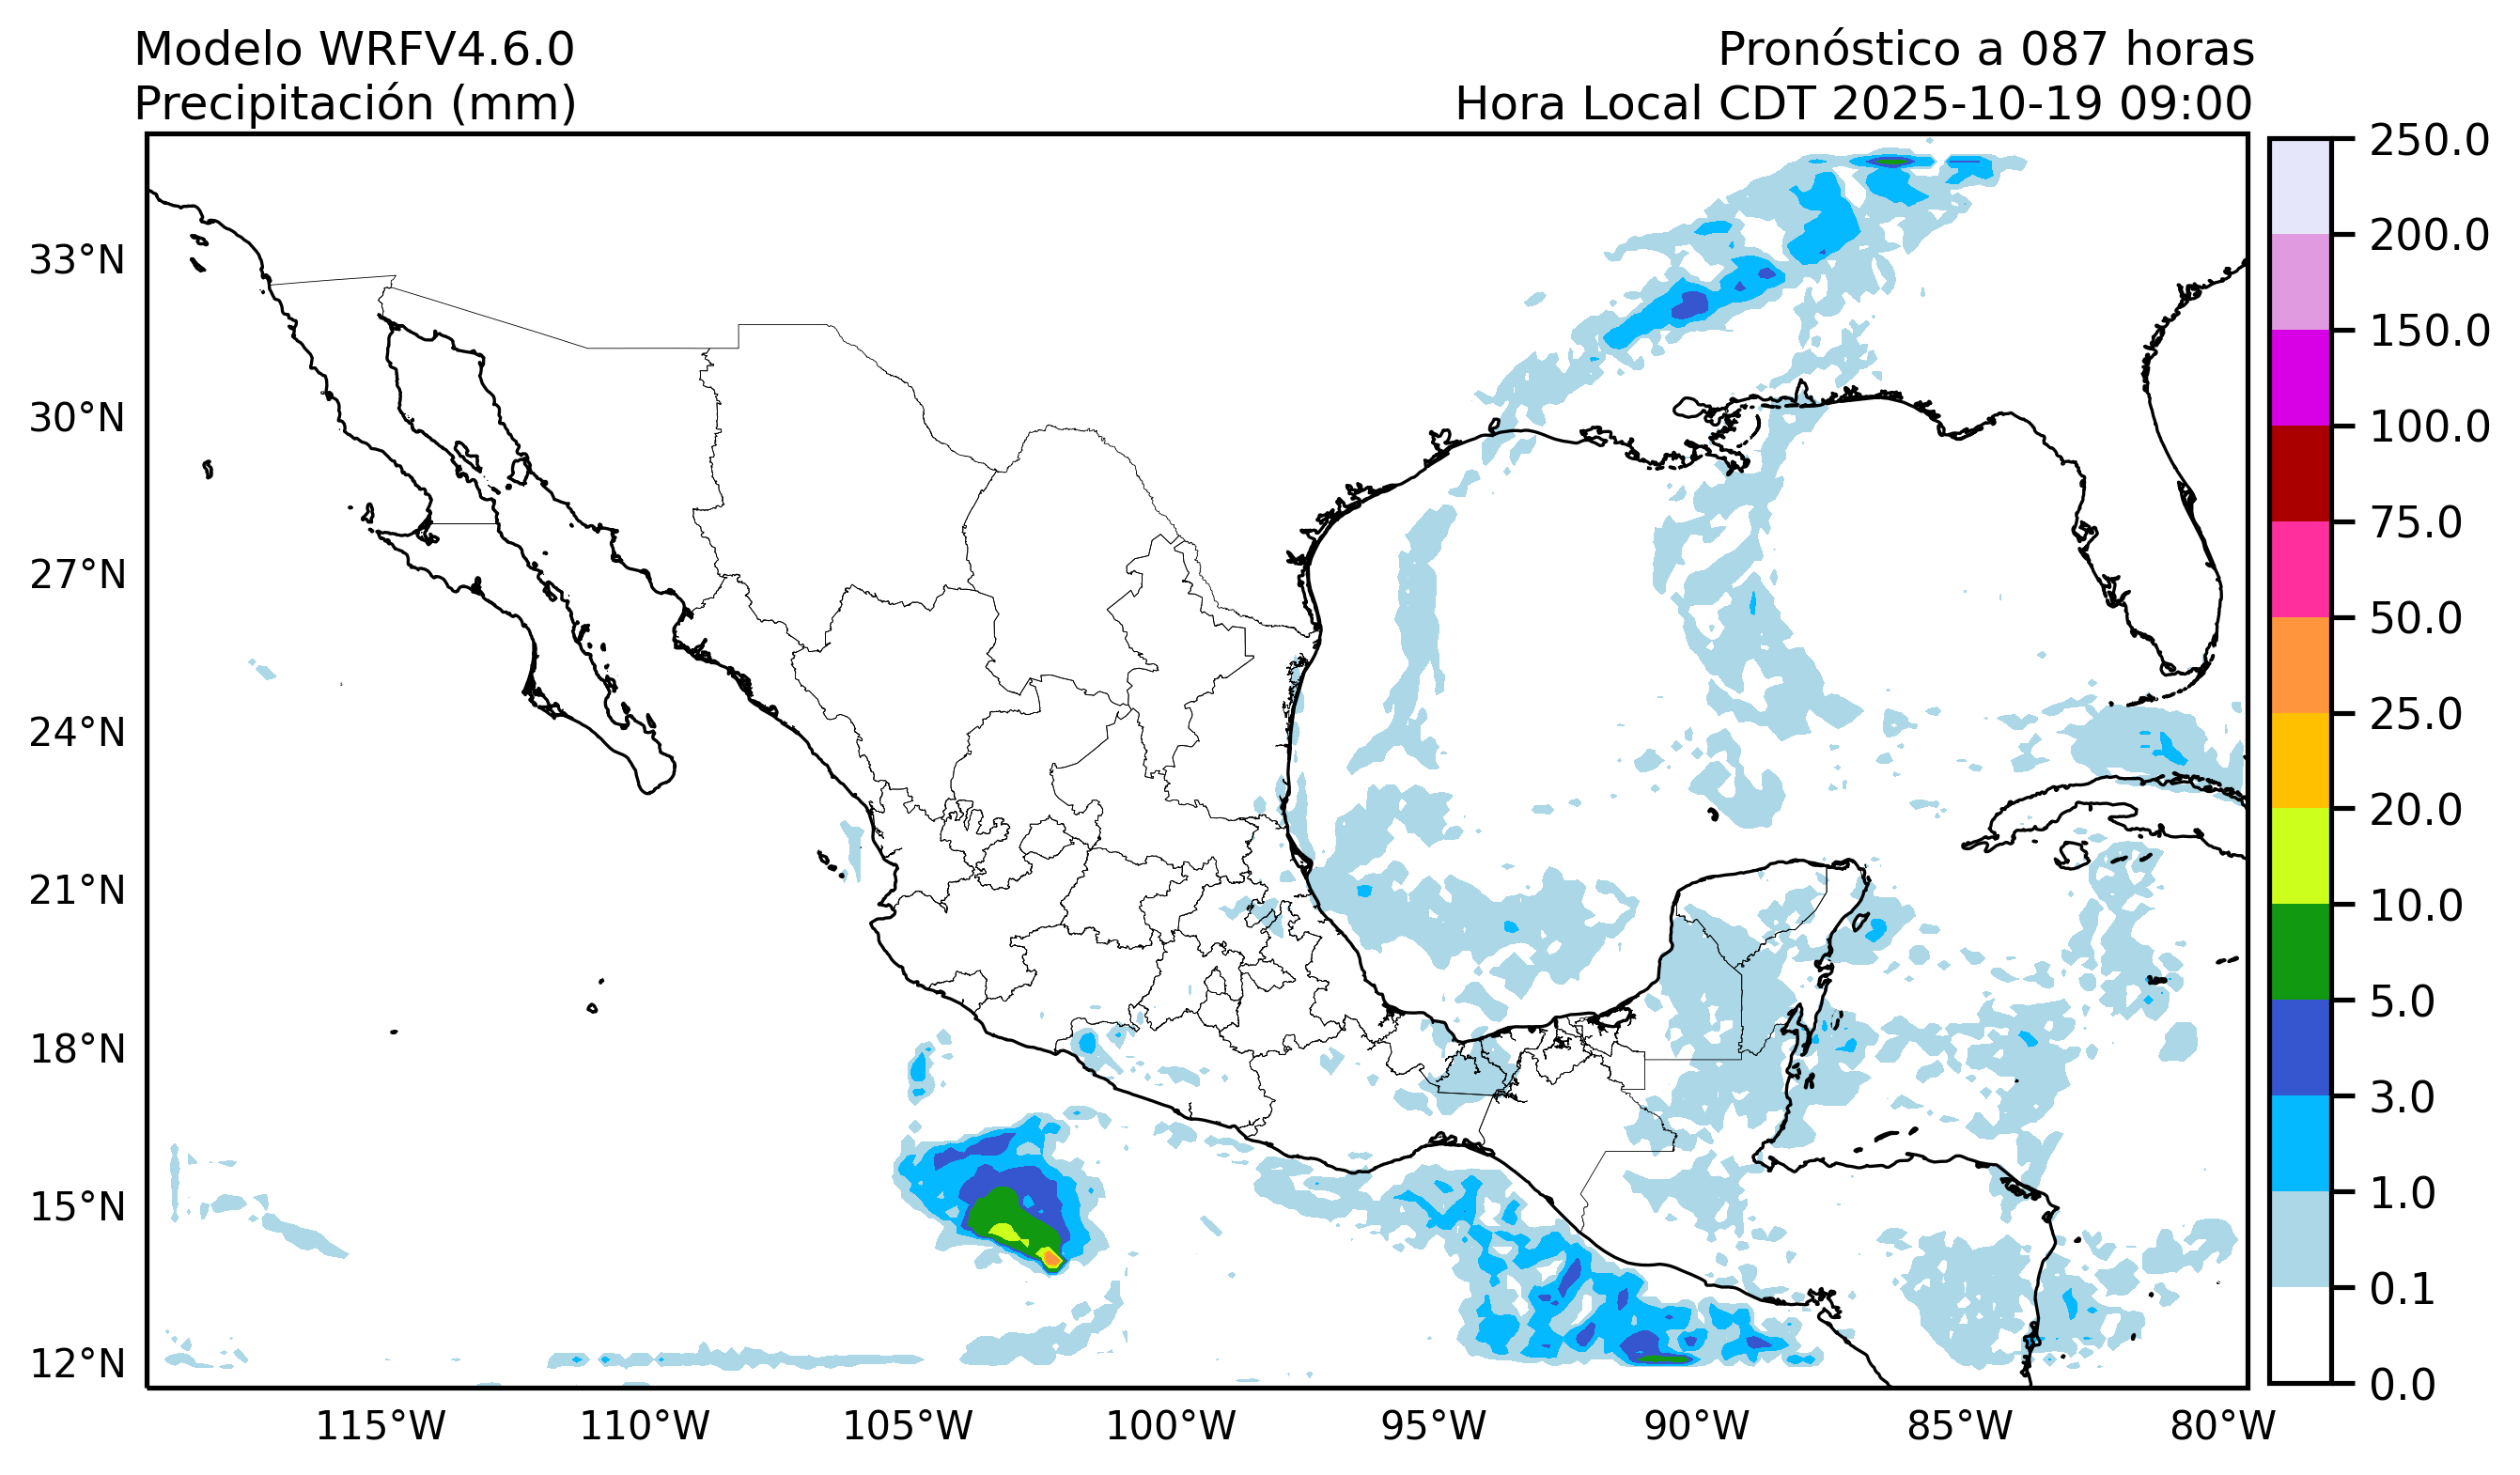 Modelo WRFV4.6.0
Precipitación (mm)
Pronóstico a 087 horas
Hora Local CDT 2025-10-19 09:00
33°N
30°N
27°N
24°N
21°N
18°N
15°N
12°N
115°W
110°W
105°W
100°W
95°W
90°W
85°W
80°W
250.0
200.0
150.0
100.0
75.0
50.0
25.0
20.0
10.0
5.0
3.0
1.0
0.1
0.0